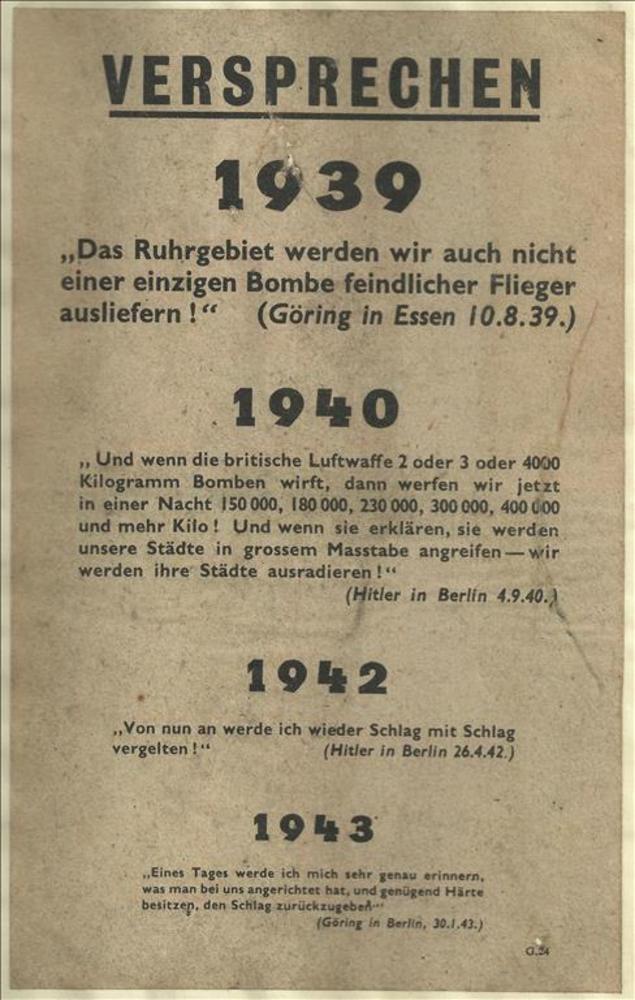 VERSPRECHEN
1939
„Das Ruhrgebiet werden wir auch nicht
einer einzigen Bombe feindlicher Flieger
ausliefern !“ (Göring in Essen 10.8.39.)
1940
„ Und wenn die britische Luftwaffe 2 oder 3 oder 4000
Kilogramm Bomben wirft, dann werfen wir jetzt
in einer Nacht 150 000, 180 000, 230 000, 300 000, 400 000
und mehr Kilo ! Und wenn sie erklären, sie werden
unsere Städte in grossem Masstabe angreifen — wir
werden ihre Städte ausradieren !“
(Hitler in Berlin 4.9.40.)
1942
„Von nun an werde ich wieder Schlag mit Schlag
vergelten !“ (Hitler in Berlin 26.4.42.)
1943
„Eines Tages werde ich mich sehr genau erinnern,
was man bei uns angerichtet hat, und genügend Härte
besitzen, den Schlag zurückzugeben“
(Göring in Berlin, 30.1.43.)
G.24